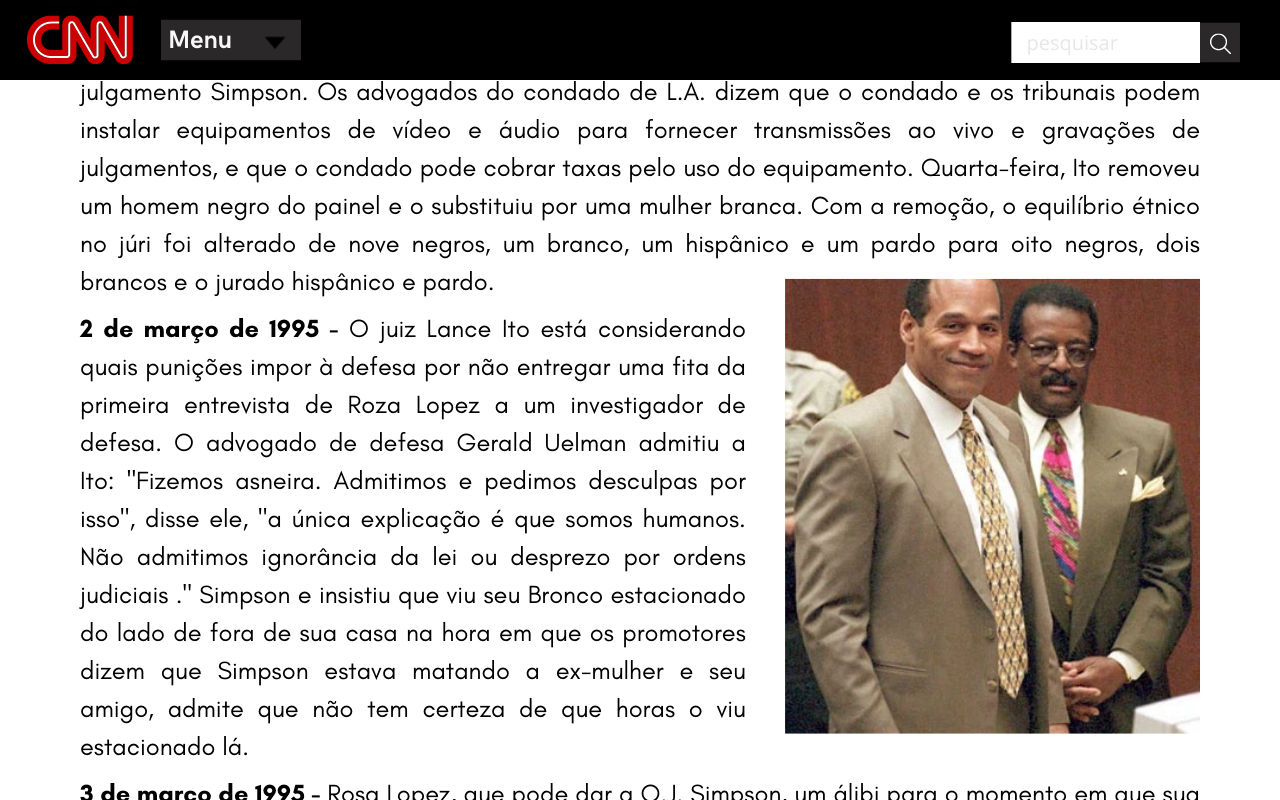 CNN Menu pesquisar
julgamento Simpson. Os advogados do condado de L.A. dizem que o condado e os tribunais podem
instalar equipamentos de vídeo e áudio para fornecer transmissões ao vivo e gravações de
julgamentos, e que o condado pode cobrar taxas pelo uso do equipamento. Quarta-feira, Ito removeu
um homem negro do painel e o substituiu por uma mulher branca. Com a remoção, o equilíbrio étnico
no júri foi alterado de nove negros, um branco, um hispânico e um pardo para oito negros, dois
brancos e o jurado hispânico e pardo.
2 de março de 1995 - O juiz Lance Ito está considerando
quais punições impor à defesa por não entregar uma fita da
primeira entrevista de Roza Lopez a um investigador de
defesa. O advogado de defesa Gerald Uelman admitiu a
Ito: "Fizemos asneira. Admitimos e pedimos desculpas por
isso", disse ele, "a única explicação é que somos humanos.
Não admitimos ignorância da lei ou desprezo por ordens
judiciais ." Simpson e insistiu que viu seu Bronco estacionado
do lado de fora de sua casa na hora em que os promotores
dizem que Simpson estava matando a ex-mulher e seu
amigo, admite que não tem certeza de que horas o viu
estacionado lá.
3 de março de 1995 - Rosa Lopez, que pode dar a O.J. Simpson, um álibi para o momento em que sua